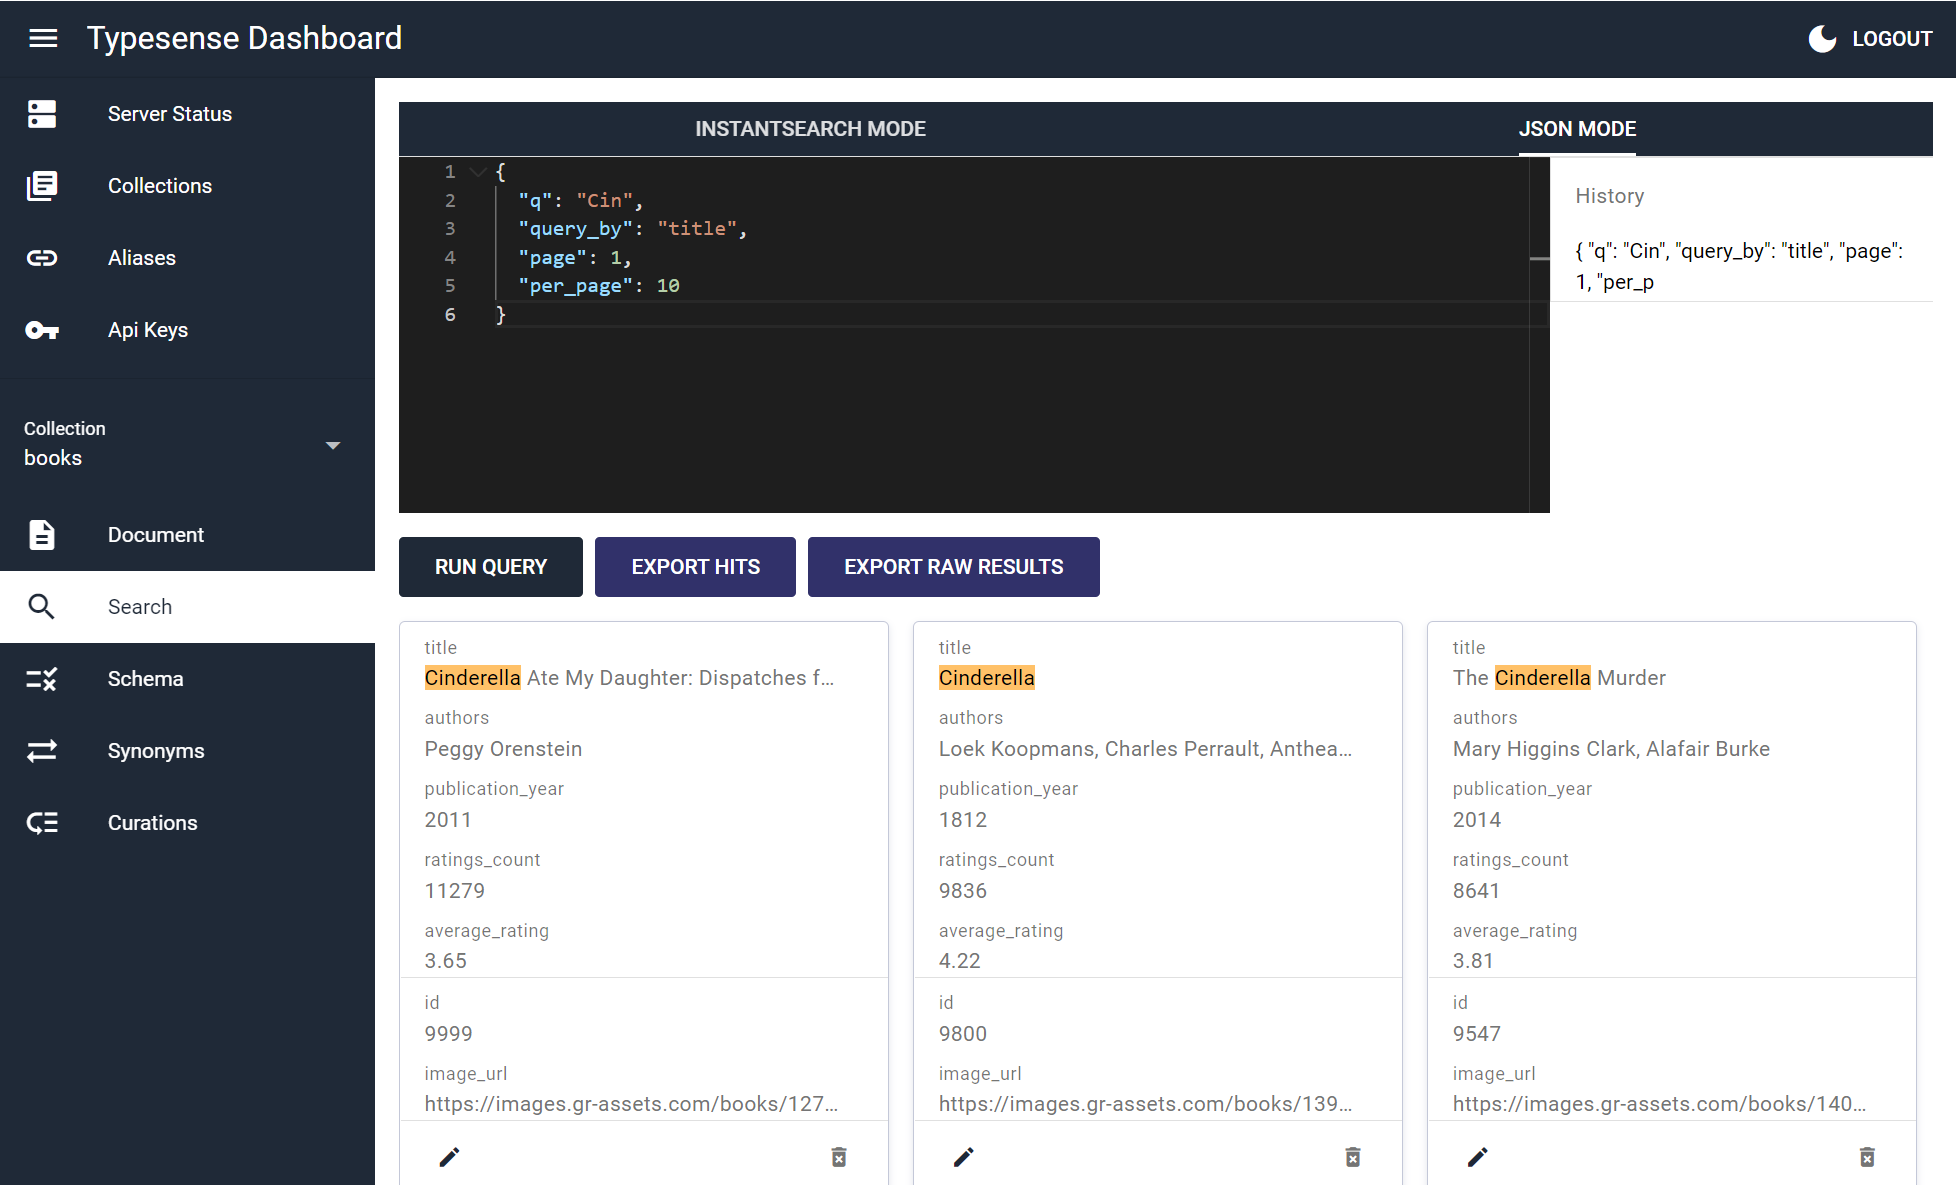 Typesense Dashboard
LOGOUT
Server Status
Collections
Aliases
Api Keys
Collection
books
Document
Search
Schema
Synonyms
Curations
INSTANTSEARCH MODE
JSON MODE
1 {
2 "q": "Cin",
3 "query_by": "title",
4 "page": 1,
5 "per_page": 10
6 }
History
{ "q": "Cin", "query_by": "title", "page":
1, "per_p
RUN QUERY
EXPORT HITS
EXPORT RAW RESULTS
title
Cinderella Ate My Daughter: Dispatches f...
authors
Peggy Orenstein
publication_year
2011
ratings_count
11279
average_rating
3.65
id
9999
image_url
https://images.gr-assets.com/books/127...
title
Cinderella
authors
Loek Koopmans, Charles Perrault, Anthea...
publication_year
1812
ratings_count
9836
average_rating
4.22
id
9800
image_url
https://images.gr-assets.com/books/139...
title
The Cinderella Murder
authors
Mary Higgins Clark, Alafair Burke
publication_year
2014
ratings_count
8641
average_rating
3.81
id
9547
image_url
https://images.gr-assets.com/books/140...